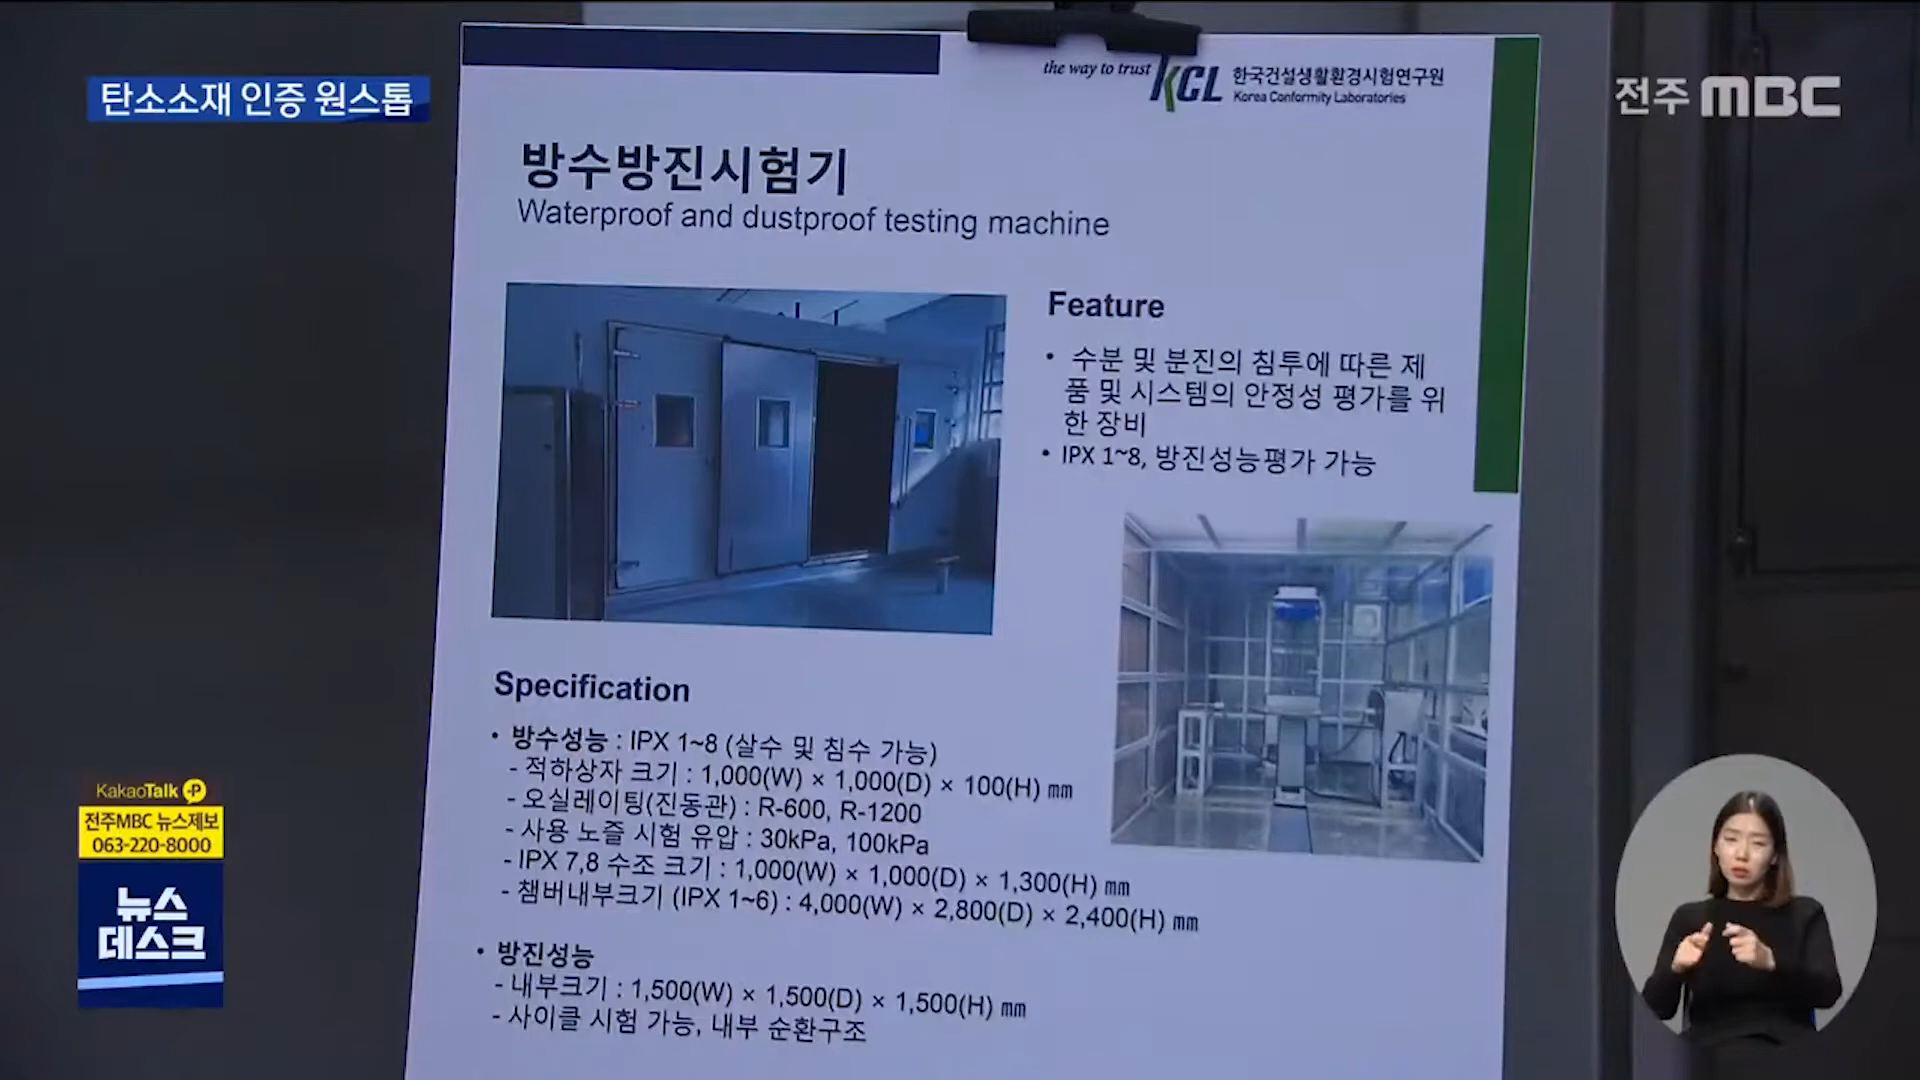 탄소소재 인증 원스톱
전주 MBC
the way to trust
KCL
한국건설생활환경시험연구원
Korea Conformity Laboratories
방수방진시험기
Waterproof and dustproof testing machine
Feature
• 수분 및 분진의 침투에 따른 제
품 및 시스템의 안정성 평가를 위
한 장비
• IPX 1~8, 방진성능평가 가능
Specification
• 방수성능 : IPX 1~8 (살수 및 침수 가능)
- 적하상자 크기 : 1,000(W) × 1,000(D) × 100(H) ㎜
- 오실레이팅(진동관) : R-600, R-1200
- 사용 노즐 시험 유압 : 30kPa, 100kPa
- IPX 7,8 수조 크기 : 1,000(W) × 1,000(D) × 1,300(H) ㎜
- 챔버내부크기 (IPX 1~6) : 4,000(W) × 2,800(D) × 2,400(H) ㎜
• 방진성능
- 내부크기 : 1,500(W) × 1,500(D) × 1,500(H) ㎜
- 사이클 시험 가능, 내부 순환구조
KakaoTalk P
전주MBC 뉴스제보
063-220-8000
뉴스
데스크